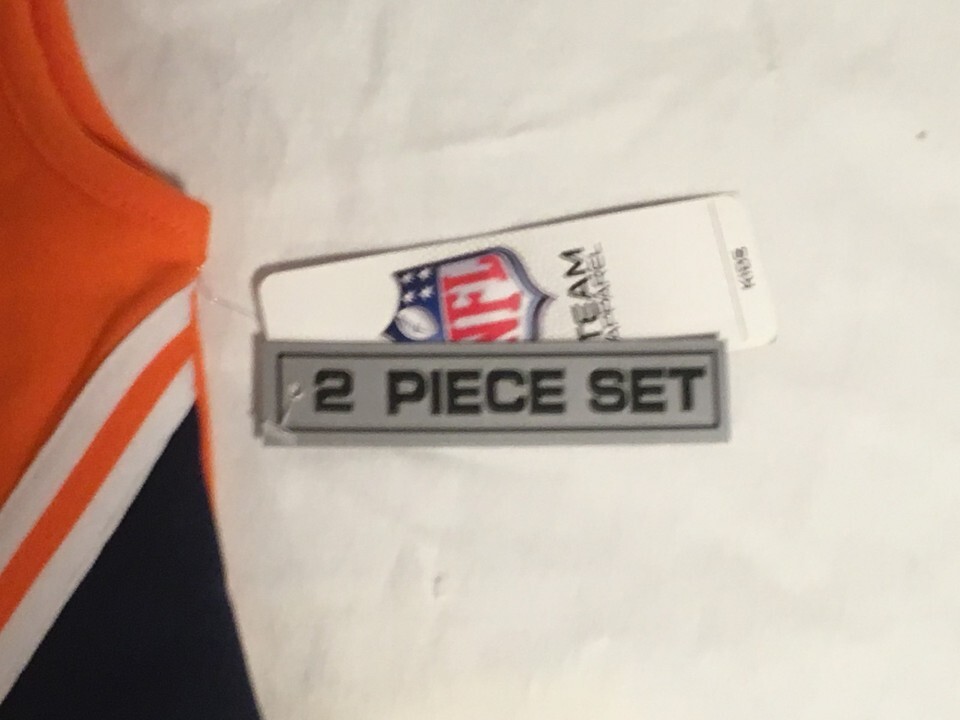 NFL
TEAM
APPAREL
KIDS
2 PIECE SET